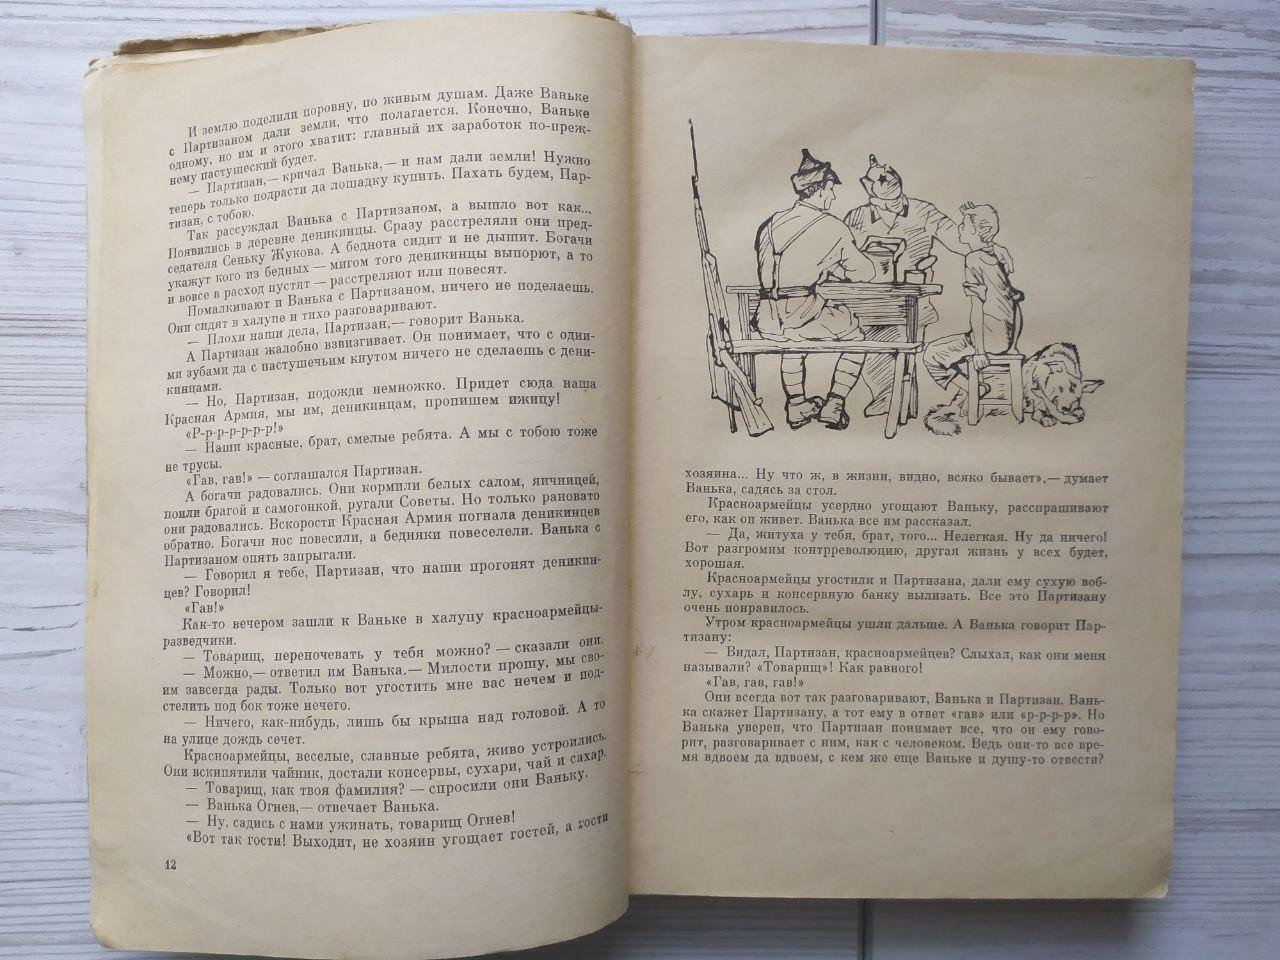 И землю поделили поровну, по живым душам. Даже Ваньке
с Партизаном дали земли, что полагается. Конечно, Ваньке
одному, но им и этого хватит: главный их заработок по-преж-
нему пастушеский будет.
— Партизан,— кричал Ванька,— и нам дали земли! Нужно
теперь только подрасти да лошадку купить. Пахать будем, Пар-
тизан, с тобою.
Так рассуждал Ванька с Партизаном, а вышло вот как...
Появились в деревне деникинцы. Сразу расстреляли они пред-
седателя Сеньку Жукова. А беднота сидит и не дышит. Богачи
укажут кого из бедных — мигом того деникинцы выпорют, а то
и вовсе в расход пустят — расстреляют или повесят.
Помалкивают и Ванька с Партизаном, ничего не поделаешь.
Они сидят в халупе и тихо разговаривают.
— Плохи наши дела, Партизан,— говорит Ванька.
А Партизан жалобно взвизгивает. Он понимает, что с одни-
ми зубами да с пастушечьим кнутом ничего не сделаешь с дени-
кинцами.
— Но, Партизан, подожди немножко. Придет сюда наша
Красная Армия, мы им, деникинцам, пропишем ижицу!
«Р-р-р-р-р-р!»
— Наши красные, брат, смелые ребята. А мы с тобою тоже
не трусы.
«Гав, гав!» — соглашался Партизан.
А богачи радовались. Они кормили белых салом, яичницей,
поили брагой и самогонкой, ругали Советы. Но только рановато
они радовались. Вскорости Красная Армия погнала деникинцев
обратно. Богачи нос повесили, а бедняки повеселели. Ванька с
Партизаном опять запрыгали.
— Говорил я тебе, Партизан, что наши прогонят деникин-
цев? Говорил!
«Гав!»
Как-то вечером зашли к Ваньке в халупу красноармейцы-
разведчики.
— Товарищ, переночевать у тебя можно? — сказали они.
— Можно,— ответил им Ванька.— Милости прошу, мы сво-
им завсегда рады. Только вот угостить мне вас нечем и под-
стелить под бок тоже нечего.
— Ничего, как-нибудь, лишь бы крыша над головой. А то
на улице дождь сечет.
Красноармейцы, веселые, славные ребята, живо устроились.
Они вскипятили чайник, достали консервы, сухари, чай и сахар.
— Товарищ, как твоя фамилия? — спросили они Ваньку.
— Ванька Огнев,— отвечает Ванька.
— Ну, садись с нами ужинать, товарищ Огнев!
«Вот так гости! Выходит, не хозяин угощает гостей, а гости
12
хозяина... Ну что ж, в жизни, видно, всяко бывает»,— думает
Ванька, садясь за стол.
Красноармейцы усердно угощают Ваньку, расспрашивают
его, как он живет. Ванька все им рассказал.
— Да, житуха у тебя, брат, того... Нелегкая. Ну да ничего!
Вот разгромим контрреволюцию, другая жизнь у всех будет,
хорошая.
Красноармейцы угостили и Партизана, дали ему сухую воб-
лу, сухарь и консервную банку вылизать. Все это Партизану
очень понравилось.
Утром красноармейцы ушли дальше. А Ванька говорит Пар-
тизану:
— Видал, Партизан, красноармейцев? Слыхал, как они меня
называли? «Товарищ»! Как равного!
«Гав, гав, гав!»
Они всегда вот так разговаривают, Ванька и Партизан. Вань-
ка скажет Партизану, а тот ему в ответ «гав» или «р-р-р-р». Но
Ванька уверен, что Партизан понимает все, что он ему гово-
рит, разговаривает с ним, как с человеком. Ведь они-то все вре-
мя вдвоем да вдвоем, с кем же еще Ваньке и душу-то отвести?